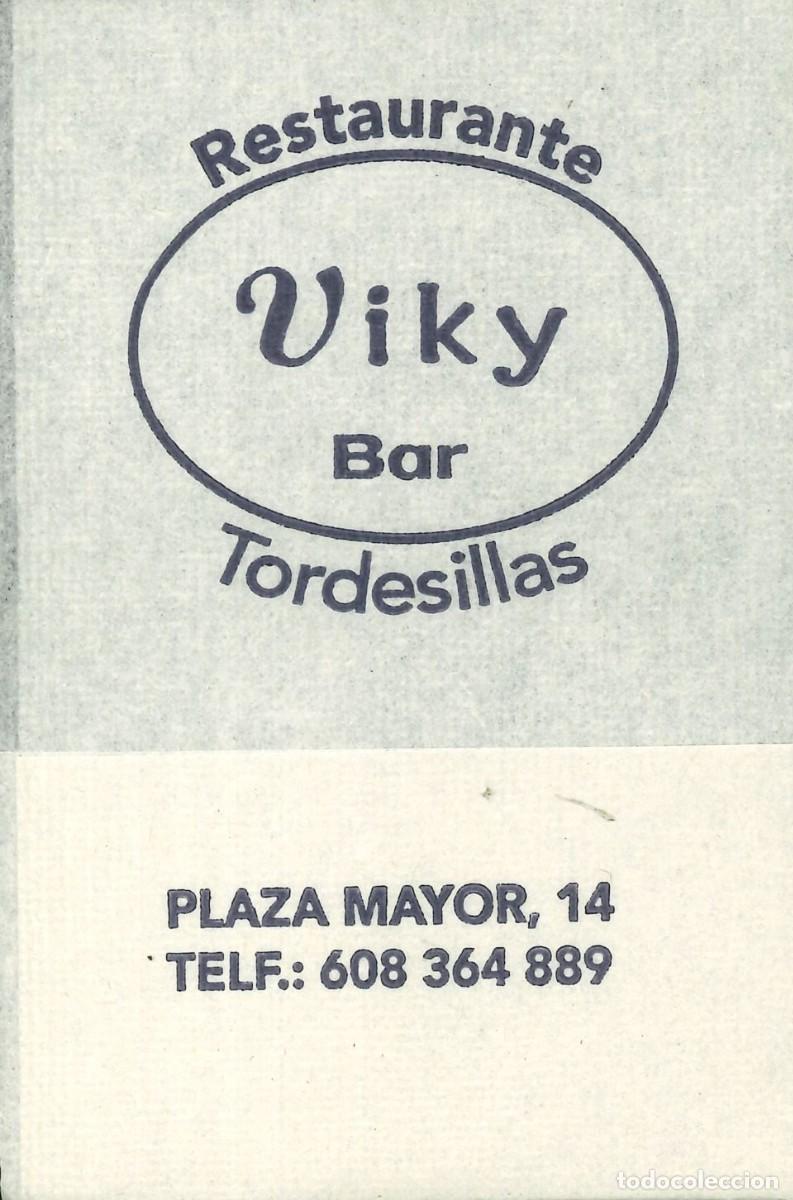 Restaurante
Viky
Bar
Tordesillas
PLAZA MAYOR, 14
TELF.: 608 364 889
todocoleccion